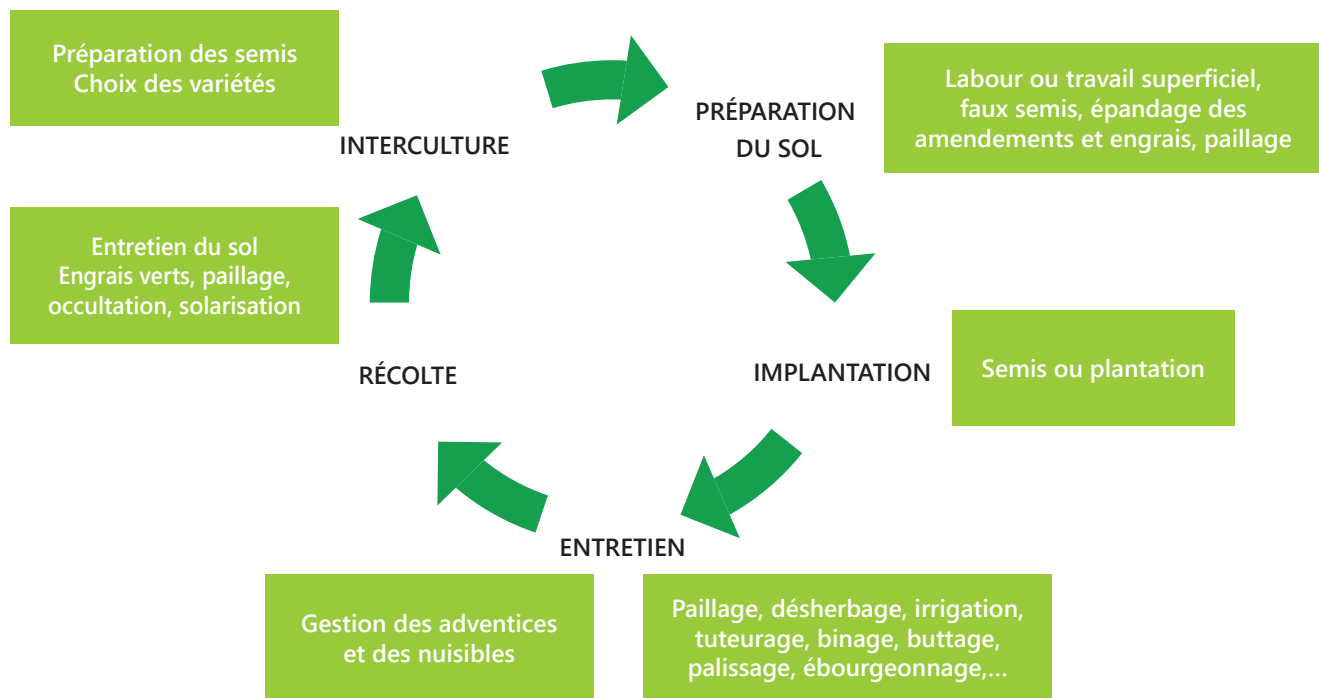 Préparation des semis
Choix des variétés
INTERCULTURE
PRÉPARATION
DU SOL
Labour ou travail superficiel,
faux semis, épandage des
amendements et engrais, paillage
Entretien du sol
Engrais verts, paillage,
occultation, solarisation
RÉCOLTE
IMPLANTATION
Semis ou plantation
ENTRETIEN
Gestion des adventices
et des nuisibles
Paillage, désherbage, irrigation,
tuteurage, binage, buttage,
palissage, ébourgeonnage,...